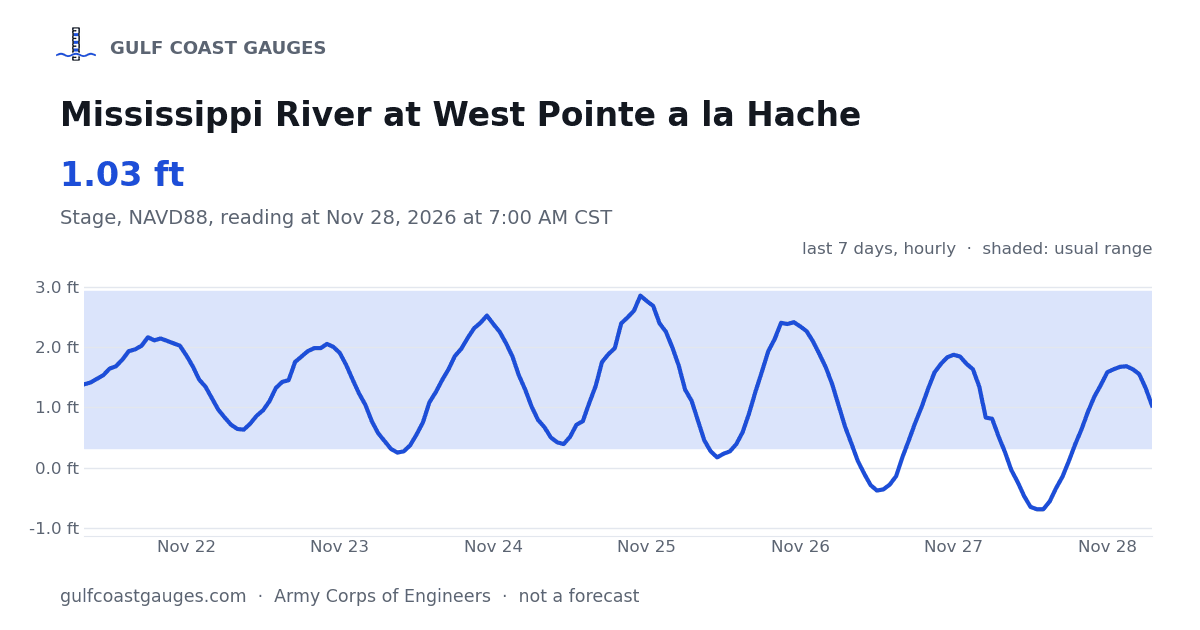 GULF COAST GAUGES
Mississippi River at West Pointe a la Hache
1.03 ft
Stage, NAVD88, reading at Nov 28, 2026 at 7:00 AM CST
last 7 days, hourly · shaded: usual range
3.0 ft
2.0 ft
1.0 ft
0.0 ft
-1.0 ft
Nov 22 Nov 23 Nov 24 Nov 25 Nov 26 Nov 27 Nov 28
gulfcoastgauges.com · Army Corps of Engineers · not a forecast